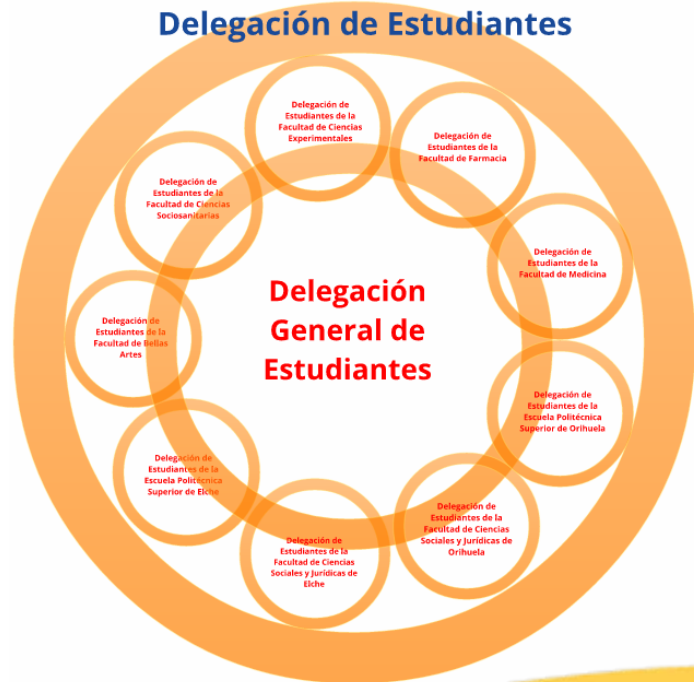 Delegación de Estudiantes
Delegación de
Estudiantes de la
Facultad de Ciencias
Experimentales
Delegación de
Estudiantes de la
Facultad de Farmacia
Delegación de
Estudiantes de la
Facultad de Ciencias
Sociosanitarias
Delegación de
Estudiantes de la
Facultad de Medicina
Delegación
General de
Estudiantes
Delegación de
Estudiantes de la
Facultad de Bellas
Artes
Delegación de
Estudiantes de la
Escuela Politécnica
Superior de Orihuela
Delegación de
Estudiantes de la
Escuela Politécnica
Superior de Elche
Delegación de
Estudiantes de la
Facultad de Ciencias
Sociales y Jurídicas de
Orihuela
Delegación de
Estudiantes de la
Facultad de Ciencias
Sociales y Jurídicas de
Elche